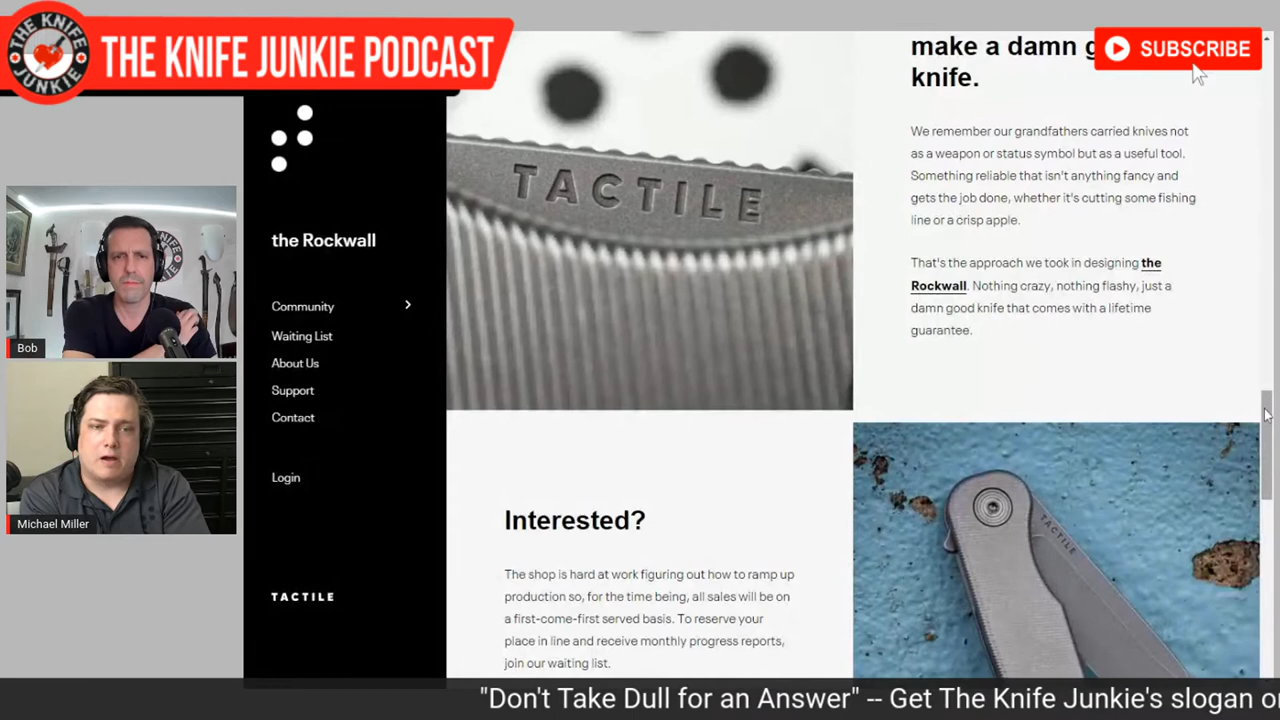 THE KNIFE JUNKIE PODCAST
THE KNIFE
JUNKIE
SUBSCRIBE
make a damn g
knife.
We remember our grandfathers carried knives not
as a weapon or status symbol but as a useful tool.
Something reliable that isn't anything fancy and
gets the job done, whether it's cutting some fishing
line or a crisp apple.
That's the approach we took in designing the
Rockwall. Nothing crazy, nothing flashy, just a
damn good knife that comes with a lifetime
guarantee.
TACTILE
the Rockwall
Community
Waiting List
About Us
Support
Contact
Login
TACTILE
KNIFE
JUNKIE
Bob
Michael Miller
Interested?
The shop is hard at work figuring out how to ramp up
production so, for the time being, all sales will be on
a first-come-first served basis. To reserve your
place in line and receive monthly progress reports,
join our waiting list.
TACTILE
"Don't Take Dull for an Answer" -- Get The Knife Junkie's slogan o